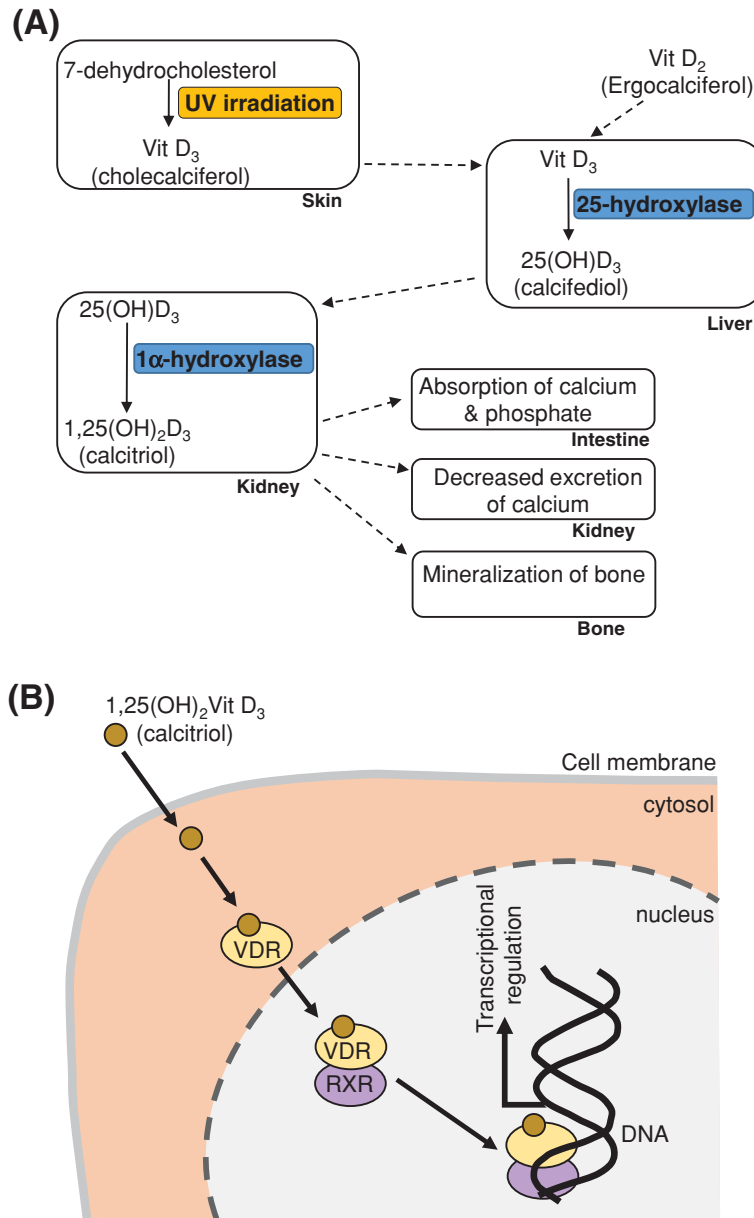 (A)
7-dehydrocholesterol
UV irradiation
Vit D₃
(cholecalciferol)
Skin
Vit D₂
(Ergocalciferol)
Vit D₃
25-hydroxylase
25(OH)D₃
(calcifediol)
Liver
25(OH)D₃
1α-hydroxylase
1,25(OH)₂D₃
(calcitriol)
Kidney
Absorption of calcium
& phosphate
Intestine
Decreased excretion
of calcium
Kidney
Mineralization of bone
Bone
(B)
1,25(OH)₂Vit D₃
(calcitriol)
Cell membrane
cytosol
nucleus
VDR
Transcriptional
regulation
VDR
RXR
DNA